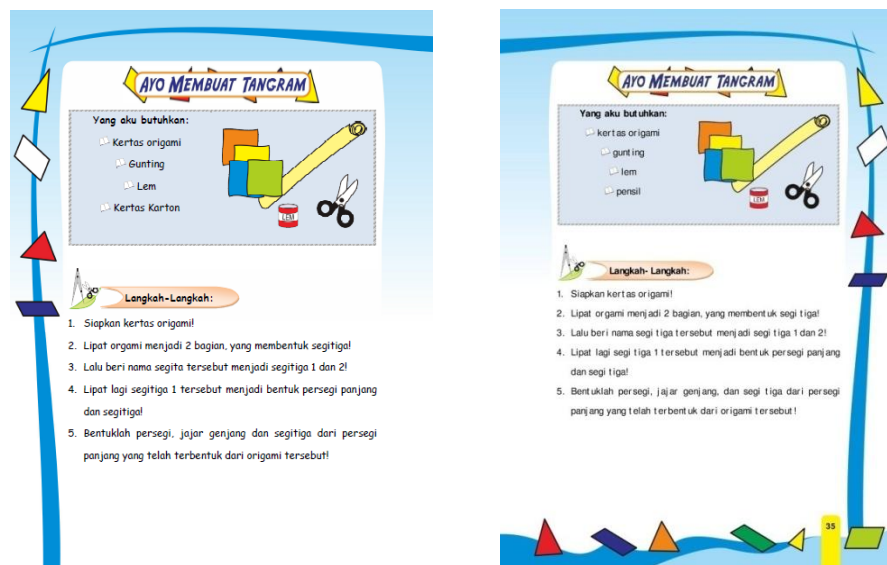 AYO MEMBUAT TANGRAM
Yang aku butuhkan:
Kertas origami
Gunting
Lem
Kertas Karton
LEM
Langkah-Langkah:
1. Siapkan kertas origami!
2. Lipat orgami menjadi 2 bagian, yang membentuk segitiga!
3. Lalu beri nama segita tersebut menjadi segitiga 1 dan 2!
4. Lipat lagi segitiga 1 tersebut menjadi bentuk persegi panjang
dan segitiga!
5. Bentuklah persegi, jajar genjang dan segitiga dari persegi
panjang yang telah terbentuk dari origami tersebut!
AYO MEMBUAT TANGRAM
Yang aku butuhkan:
kertas origami
gunting
lem
pensil
LEM
Langkah- Langkah:
1. Siapkan kertas origami!
2. Lipat orgami menjadi 2 bagian, yang membentuk segi tiga!
3. Lalu beri nama segi tiga tersebut menjadi segi tiga 1 dan 2!
4. Lipat lagi segi tiga 1 tersebut menjadi bentuk persegi panjang
dan segi tiga!
5. Bentuklah persegi, jajar genjang, dan segi tiga dari persegi
panjang yang telah terbentuk dari origami tersebut!
35